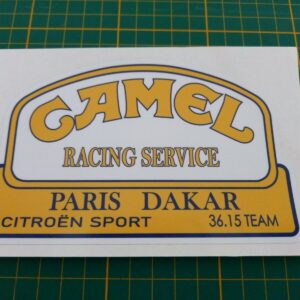 CAMEL
RACING SERVICE
PARIS DAKAR
CITROËN SPORT 36.15 TEAM